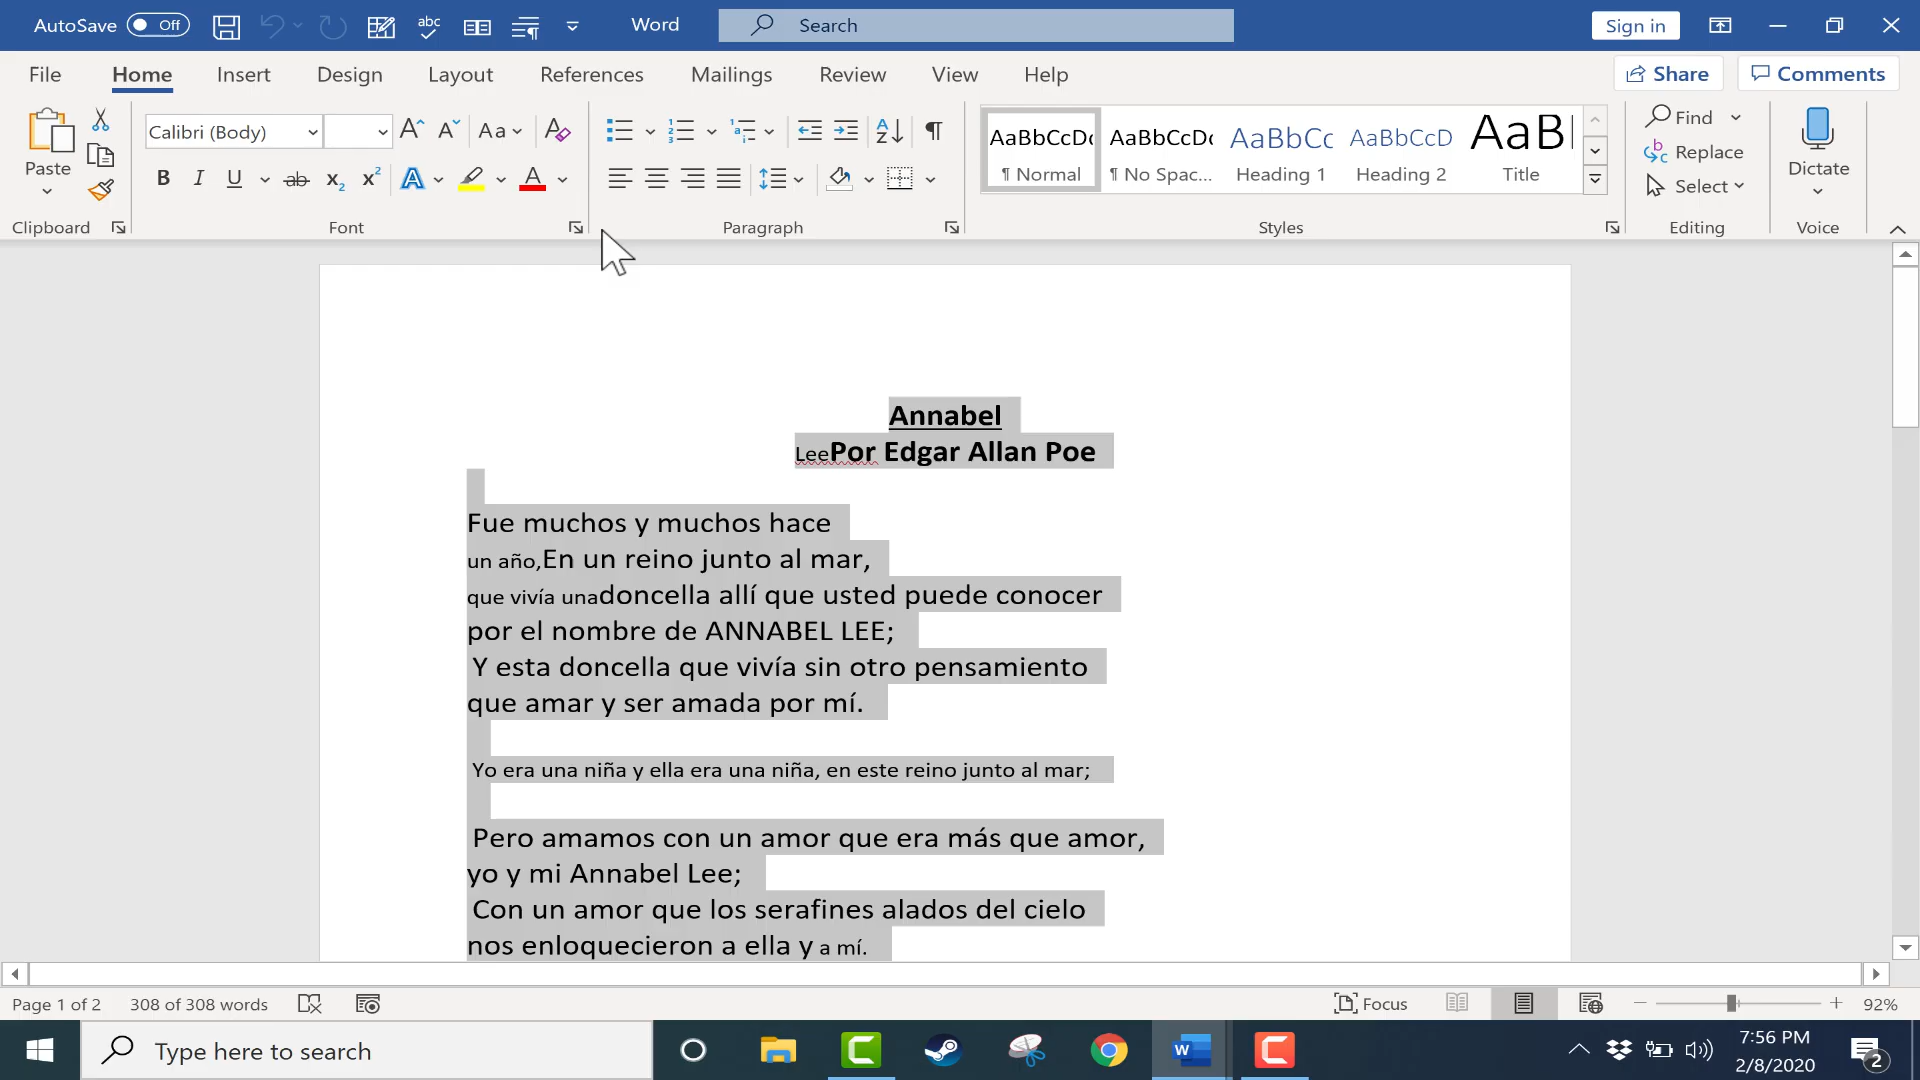 AutoSave Off Word Search Sign in
File Home Insert Design Layout References Mailings Review View Help Share Comments
Paste Calibri (Body) Aa AaBbCcDc AaBbCcDc AaBbCc AaBbCcD AaB Find Replace Select Dictate
¶ Normal ¶ No Spac... Heading 1 Heading 2 Title
Clipboard Font Paragraph Styles Editing Voice
Annabel
LeePor Edgar Allan Poe
Fue muchos y muchos hace
un año,En un reino junto al mar,
que vivía unadoncella allí que usted puede conocer
por el nombre de ANNABEL LEE;
Y esta doncella que vivía sin otro pensamiento
que amar y ser amada por mí.
Yo era una niña y ella era una niña, en este reino junto al mar;
Pero amamos con un amor que era más que amor,
yo y mi Annabel Lee;
Con un amor que los serafines alados del cielo
nos enloquecieron a ella y a mí.
Page 1 of 2 308 of 308 words Focus 92%
Type here to search 7:56 PM
2/8/2020 2